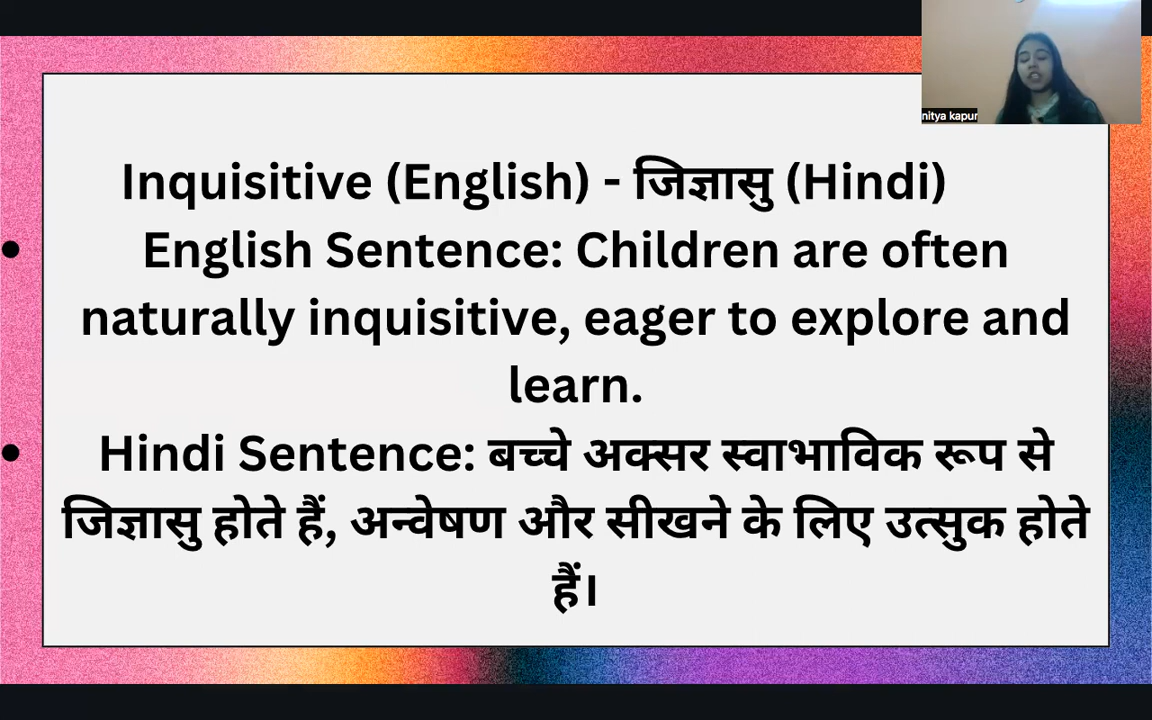 nitya kapur
Inquisitive (English) - जिज्ञासु (Hindi)
• English Sentence: Children are often
naturally inquisitive, eager to explore and
learn.
• Hindi Sentence: बच्चे अक्सर स्वाभाविक रूप से
जिज्ञासु होते हैं, अन्वेषण और सीखने के लिए उत्सुक होते
हैं।